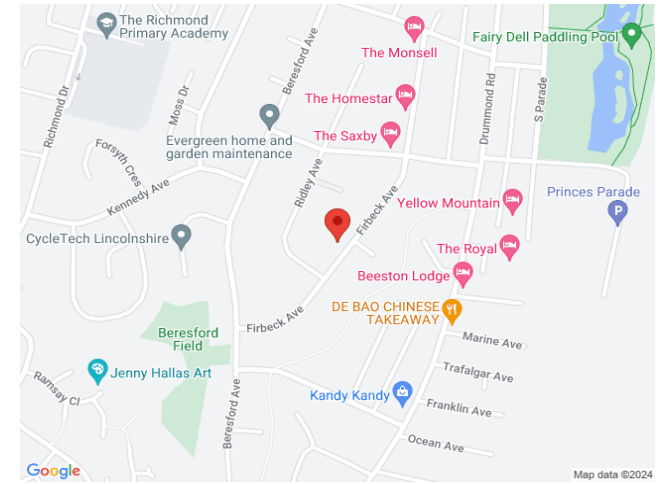 The Richmond
Primary Academy
Beresford Ave
The Monsell
Fairy Dell Paddling Pool
Richmond Dr
Moss Dr
The Homestar
Drummond Rd
S Parade
Evergreen home and
garden maintenance
The Saxby
Forsyth Cres
Kennedy Ave
Ridley Ave
Firbeck Ave
Yellow Mountain
Princes Parade
P
CycleTech Lincolnshire
The Royal
Beeston Lodge
DE BAO CHINESE
TAKEAWAY
Firbeck Ave
Beresford
Field
Marine Ave
Jenny Hallas Art
Trafalgar Ave
Ramsay Cl
Beresford Ave
Kandy Kandy
Franklin Ave
Ocean Ave
Google
Map data ©2024